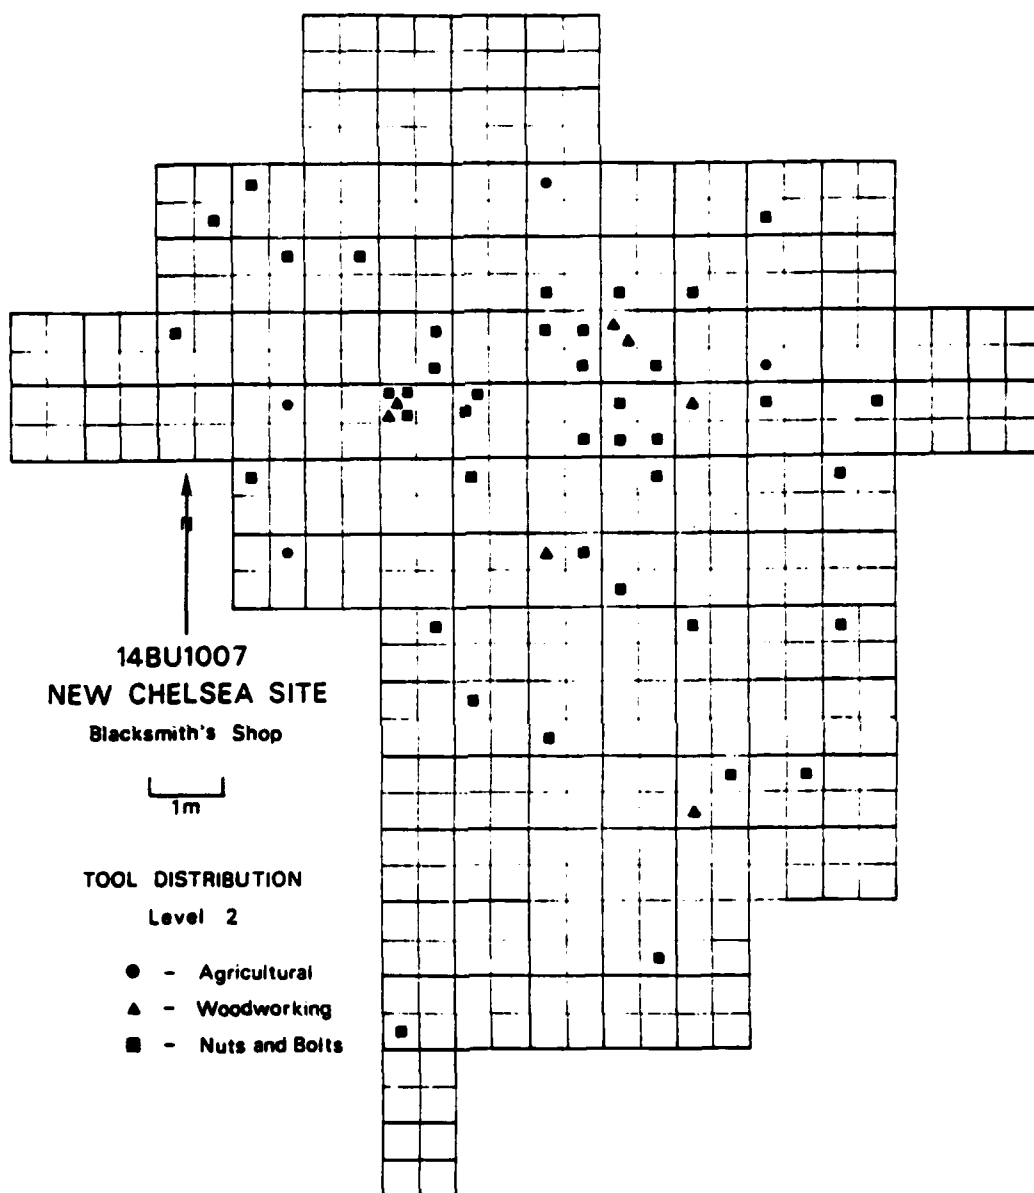 14BU1007
NEW CHELSEA SITE
Blacksmith's Shop
1m
TOOL DISTRIBUTION
Level 2
● - Agricultural
▲ - Woodworking
■ - Nuts and Bolts